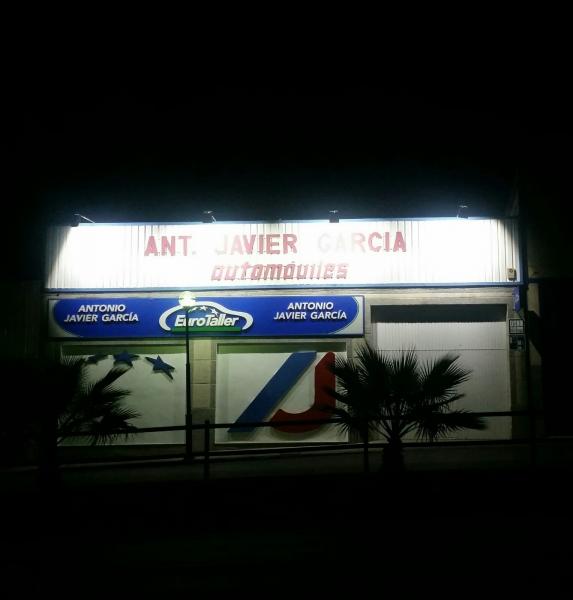 ANT. JAVIER GARCIA
automóviles
ANTONIO
JAVIER GARCÍA
EuroTaller
ANTONIO
JAVIER GARCÍA